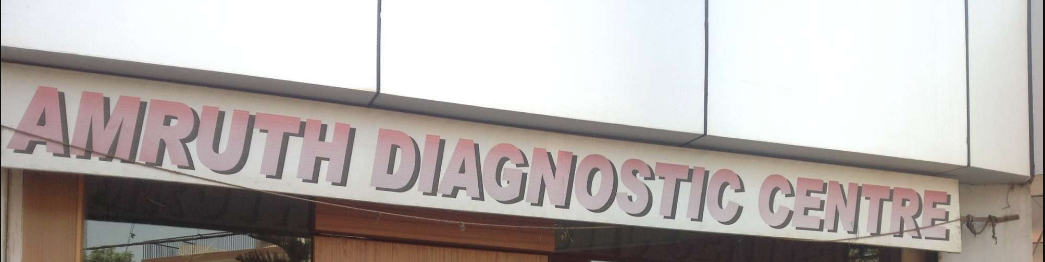 AMRUTH DIAGNOSTIC CENTRE